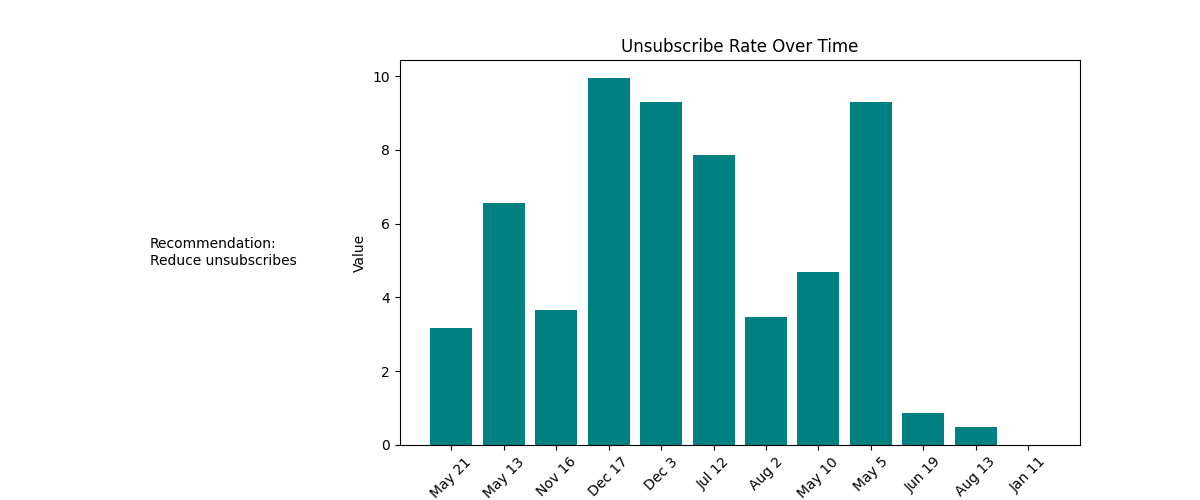 Unsubscribe Rate Over Time
10
8
6
4
2
0
Value
Recommendation:
Reduce unsubscribes
May 21
May 13
Nov 16
Dec 17
Dec 3
Jul 12
Aug 2
May 10
May 5
Jun 19
Aug 13
Jan 11